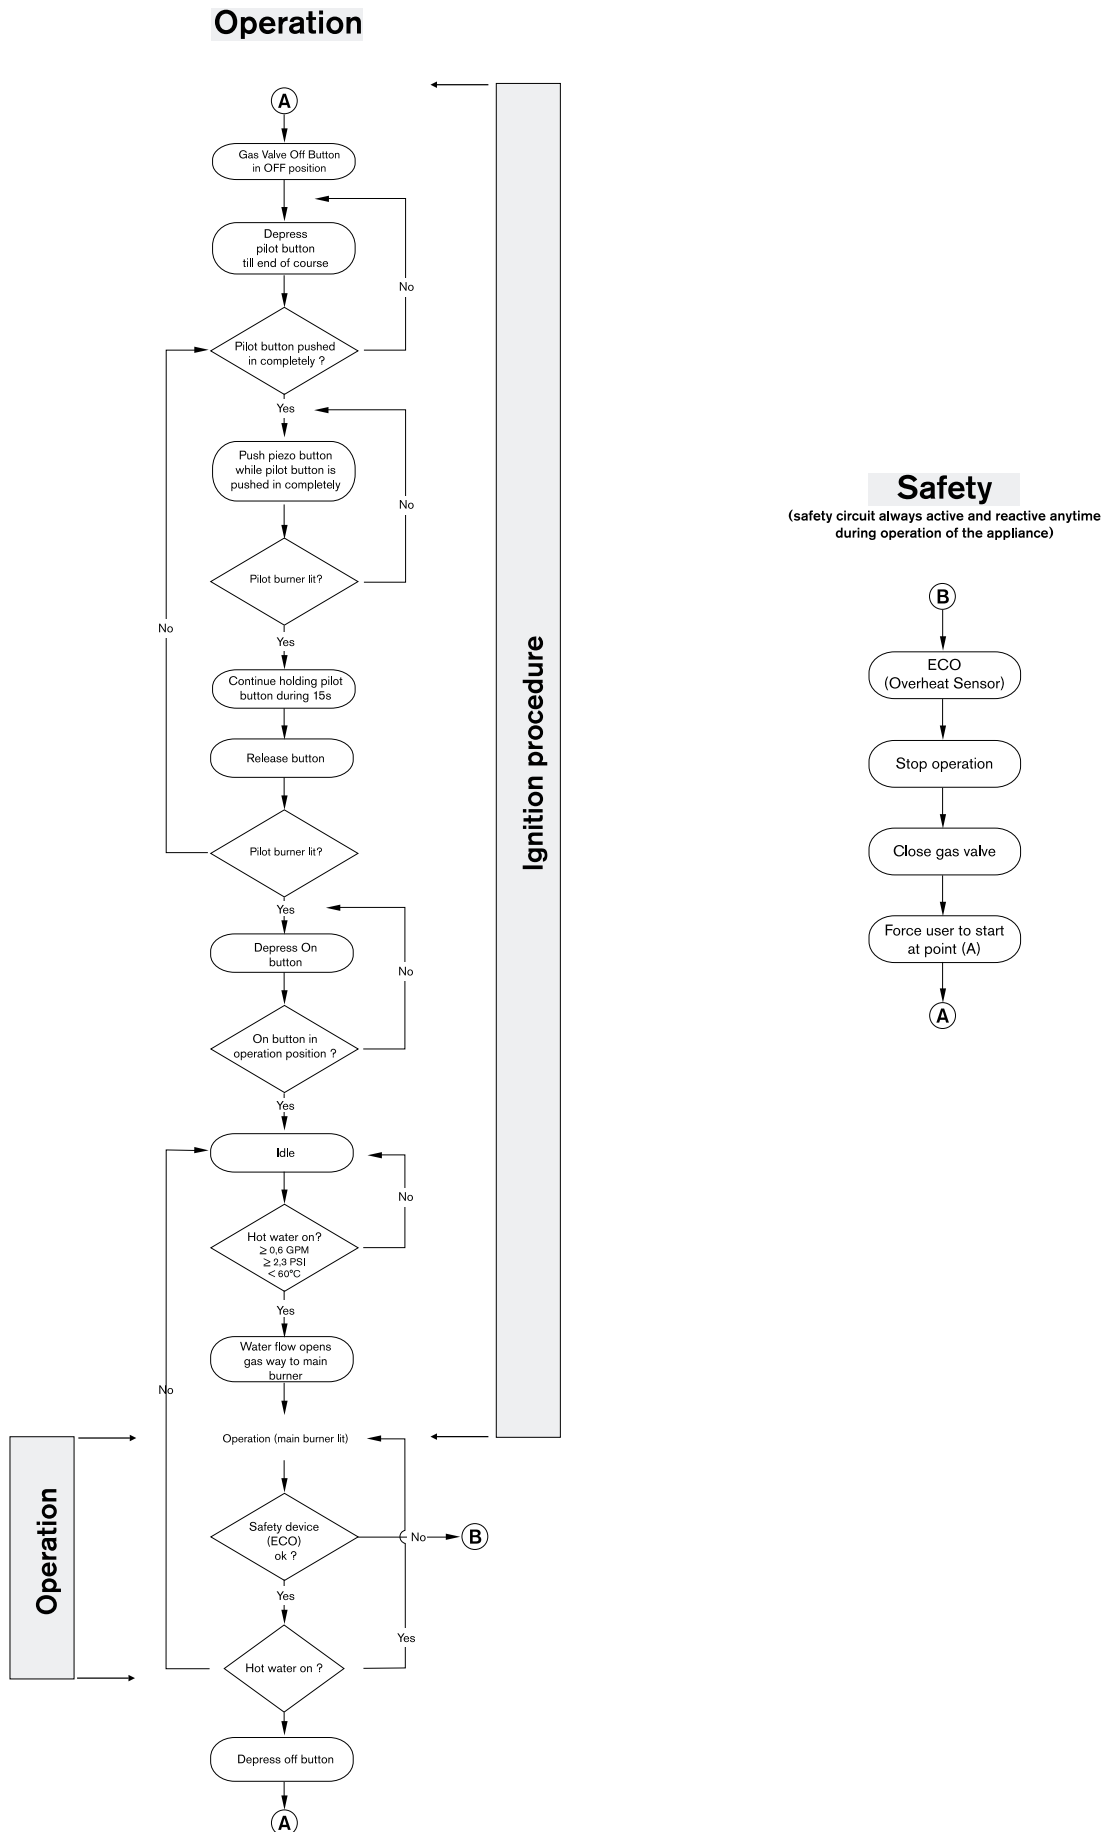 Operation
A
Gas Valve Off Button
in OFF position
Depress
pilot button
till end of course
No
Pilot button pushed
in completely ?
Yes
Push piezo button
while pilot button is
pushed in completely
No
Pilot burner lit?
No
Yes
Continue holding pilot
button during 15s
Release button
Pilot burner lit?
Yes
Depress On
button
No
On button in
operation position ?
Yes
Idle
No
Hot water on?
≥ 0,6 GPM
≥ 2,3 PSI
< 60°C
Yes
Water flow opens
gas way to main
burner
No
Operation (main burner lit)
Safety device
(ECO)
ok ?
No
B
Yes
Yes
Hot water on ?
Depress off button
A
Ignition procedure
Operation
Safety
(safety circuit always active and reactive anytime
during operation of the appliance)
B
ECO
(Overheat Sensor)
Stop operation
Close gas valve
Force user to start
at point (A)
A